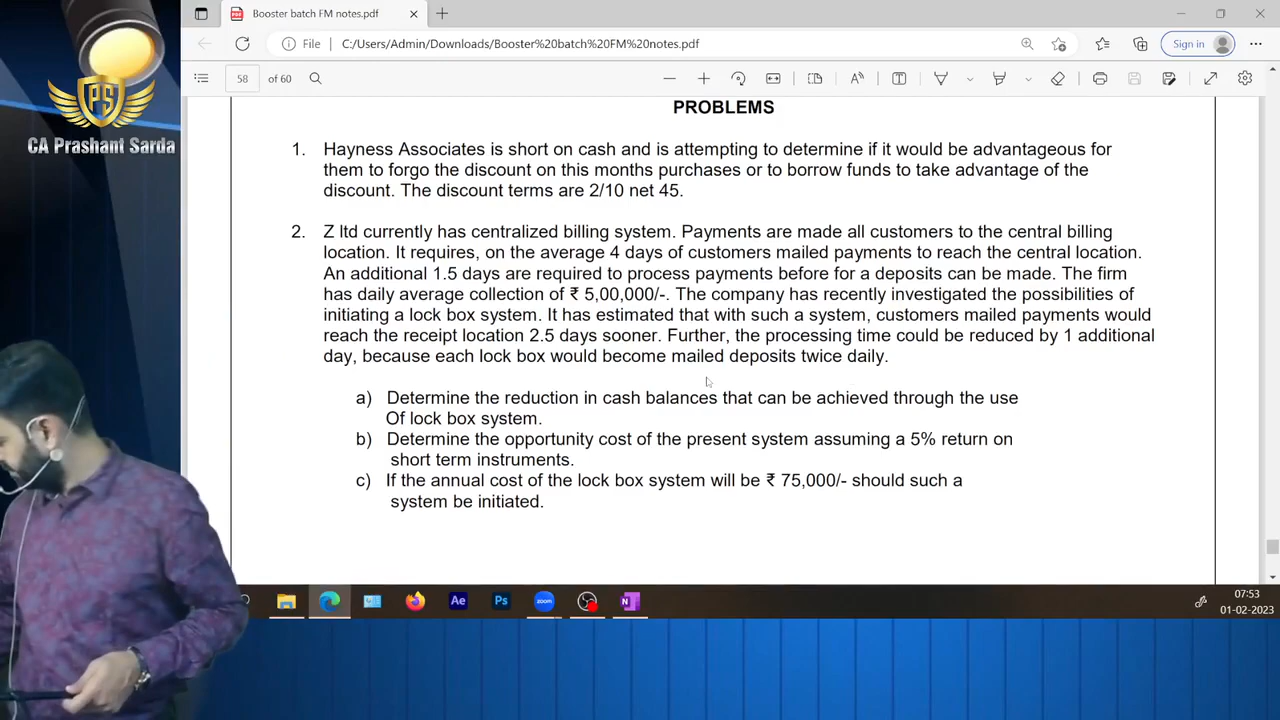 Booster batch FM notes.pdf
File
C:/Users/Admin/Downloads/Booster%20batch%20FM%20notes.pdf
Sign in
58 of 60
PS
CA Prashant Sarda
PROBLEMS
1. Hayness Associates is short on cash and is attempting to determine if it would be advantageous for
them to forgo the discount on this months purchases or to borrow funds to take advantage of the
discount. The discount terms are 2/10 net 45.
2. Z ltd currently has centralized billing system. Payments are made all customers to the central billing
location. It requires, on the average 4 days of customers mailed payments to reach the central location.
An additional 1.5 days are required to process payments before for a deposits can be made. The firm
has daily average collection of ₹ 5,00,000/-. The company has recently investigated the possibilities of
initiating a lock box system. It has estimated that with such a system, customers mailed payments would
reach the receipt location 2.5 days sooner. Further, the processing time could be reduced by 1 additional
day, because each lock box would become mailed deposits twice daily.
a) Determine the reduction in cash balances that can be achieved through the use
Of lock box system.
b) Determine the opportunity cost of the present system assuming a 5% return on
short term instruments.
c) If the annual cost of the lock box system will be ₹ 75,000/- should such a
system be initiated.
Ae
Ps
zoom
N
07:53
01-02-2023